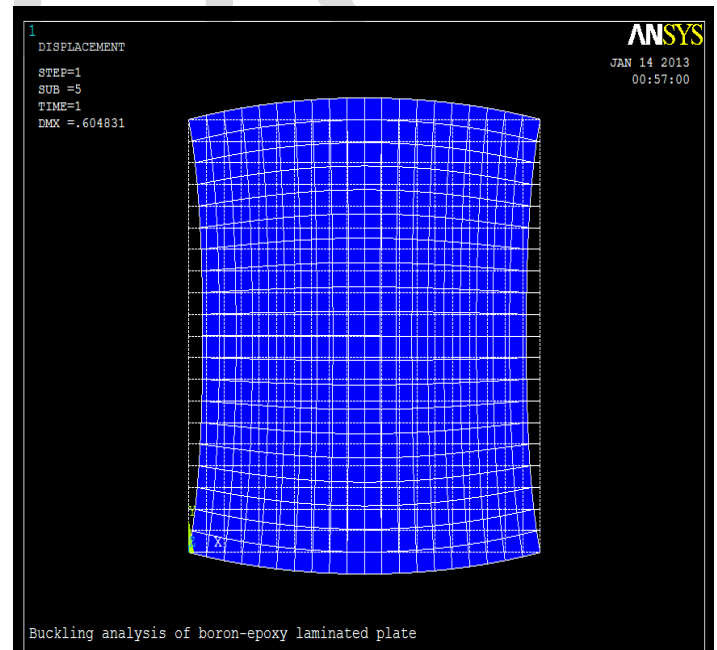 1
ANSYS
DISPLACEMENT
JAN 14 2013
00:57:00
STEP=1
SUB =5
TIME=1
DMX =.604831
Y
X
Buckling analysis of boron-epoxy laminated plate